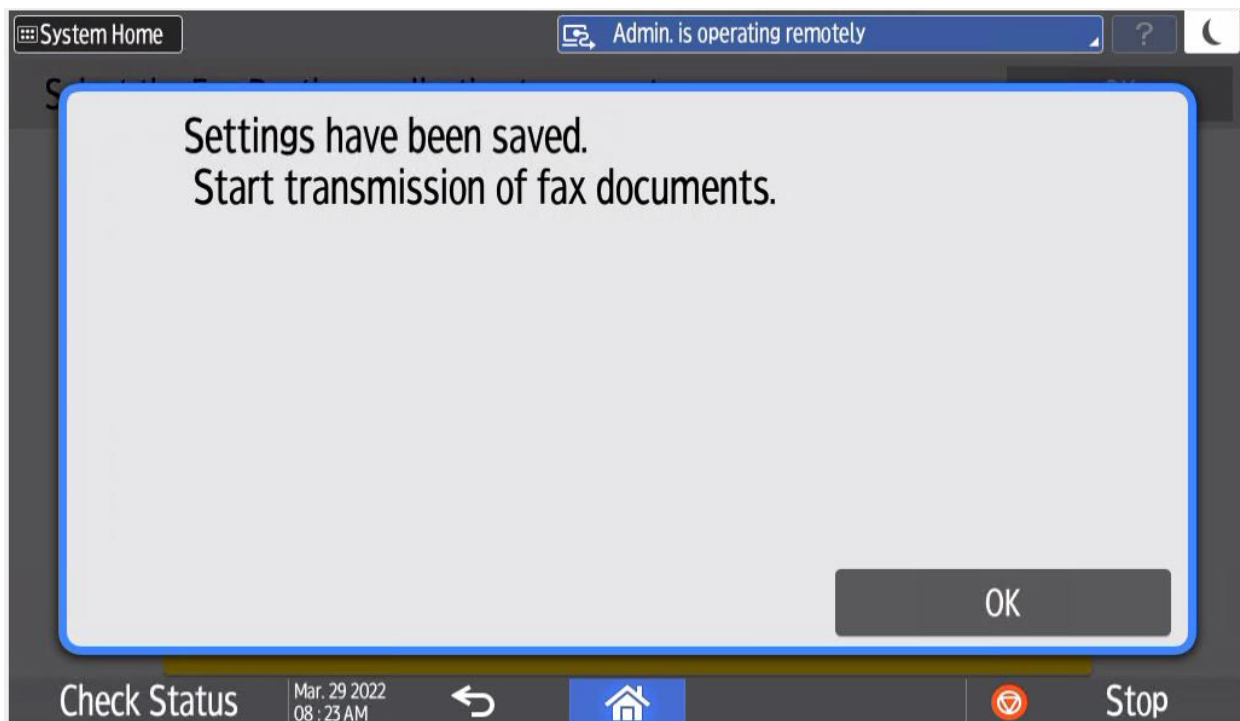 System Home
Admin. is operating remotely
?
Settings have been saved.
Start transmission of fax documents.
OK
Check Status
Mar. 29 2022
08 : 23 AM
Stop